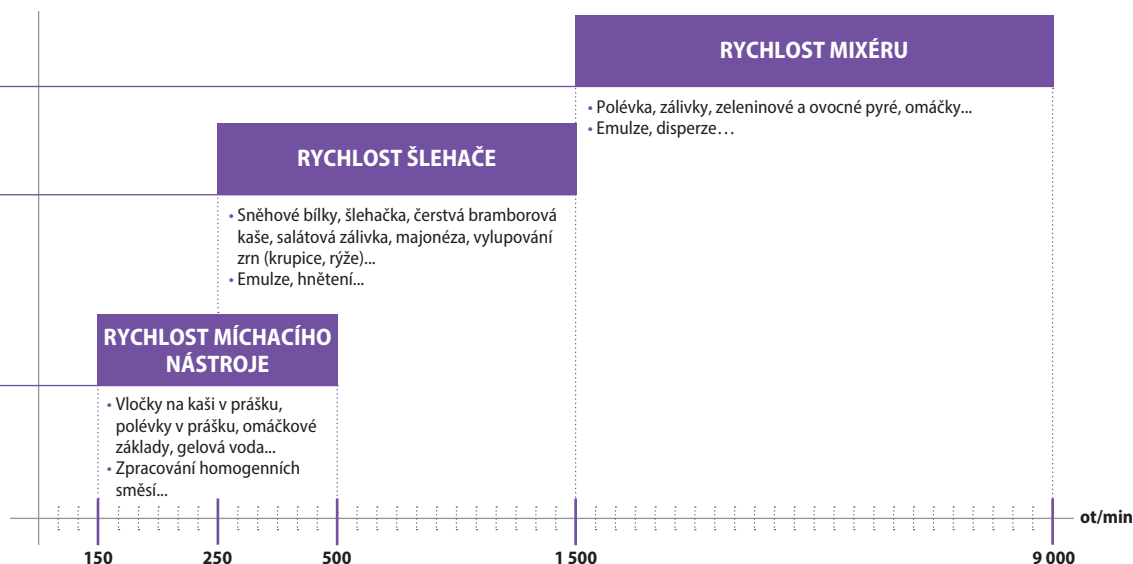 RYCHLOST MIXÉRU
• Polévka, zálivky, zeleninové a ovocné pyré, omáčky...
• Emulze, disperze...
RYCHLOST ŠLEHAČE
• Sněhové bílky, šlehačka, čerstvá bramborová
kaše, salátová zálivka, majonéza, vylupování
zrn (krupice, rýže)...
• Emulze, hnětení...
RYCHLOST MÍCHACÍHO
NÁSTROJE
• Vločky na kaši v prášku,
polévky v prášku, omáčkové
základy, gelová voda...
• Zpracování homogenních
směsí...
ot/min
150 250 500 1 500 9 000